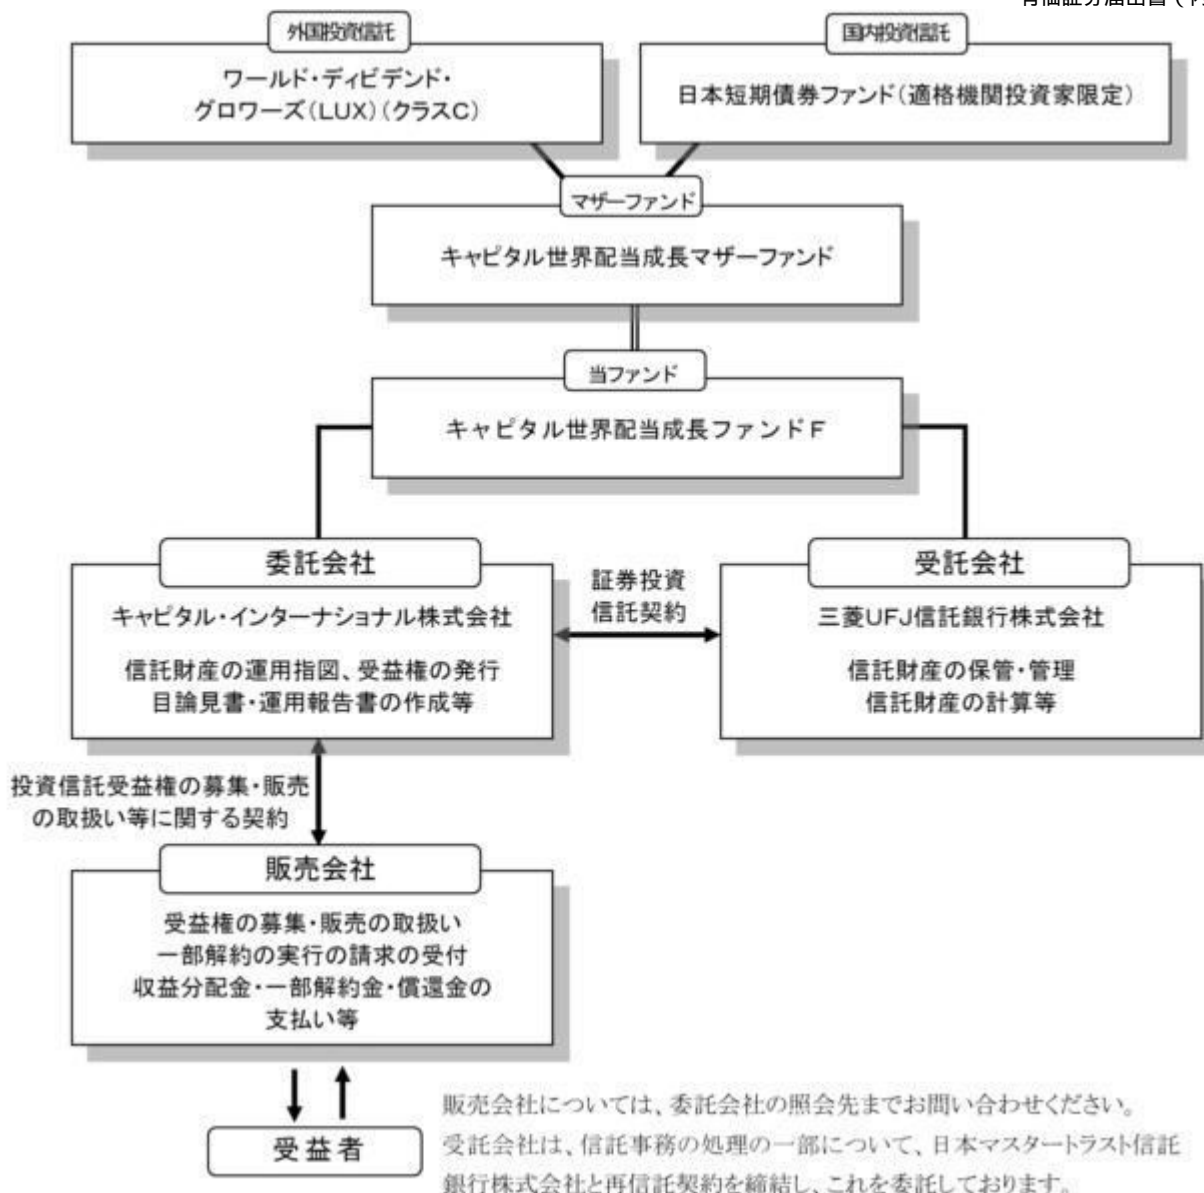 有価証券届出書
外国投資信託
国内投資信託
ワールド・ディビデンド・
グロワーズ(LUX)(クラスC)
日本短期債券ファンド(適格機関投資家限定)
マザーファンド
キャピタル世界配当成長マザーファンド
当ファンド
キャピタル世界配当成長ファンドF
委託会社
キャピタル・インターナショナル株式会社
信託財産の運用指図、受益権の発行
目論見書・運用報告書の作成等
証券投資
信託契約
受託会社
三菱UFJ信託銀行株式会社
信託財産の保管・管理
信託財産の計算等
投資信託受益権の募集・販売
の取扱い等に関する契約
販売会社
受益権の募集・販売の取扱い
一部解約の実行の請求の受付
収益分配金・一部解約金・償還金の
支払い等
受益者
販売会社については、委託会社の照会先までお問い合わせください。
受託会社は、信託事務の処理の一部について、日本マスタートラスト信託
銀行株式会社と再信託契約を締結し、これを委託しております。